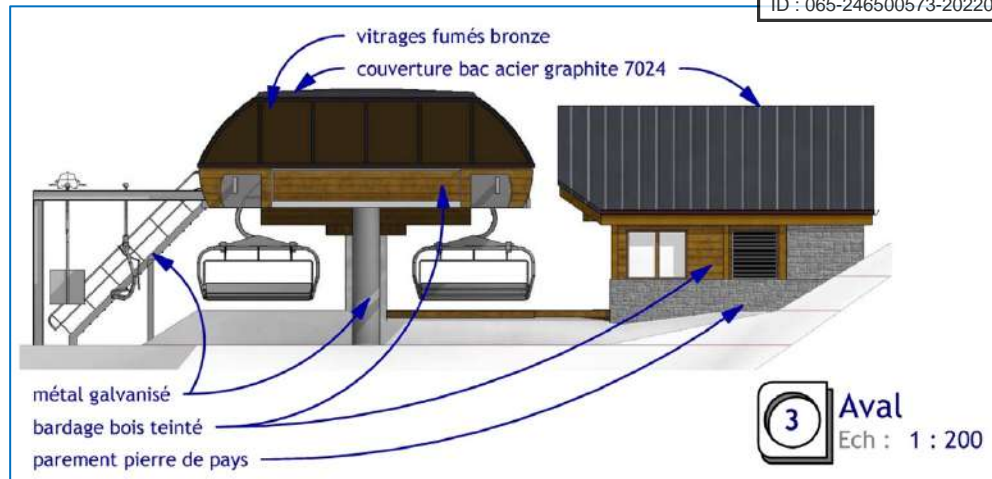 ID : 065-246500573-20220
vitrages fumés bronze
couverture bac acier graphite 7024
métal galvanisé
bardage bois teinté
parement pierre de pays
3
Aval
Ech : 1 : 200